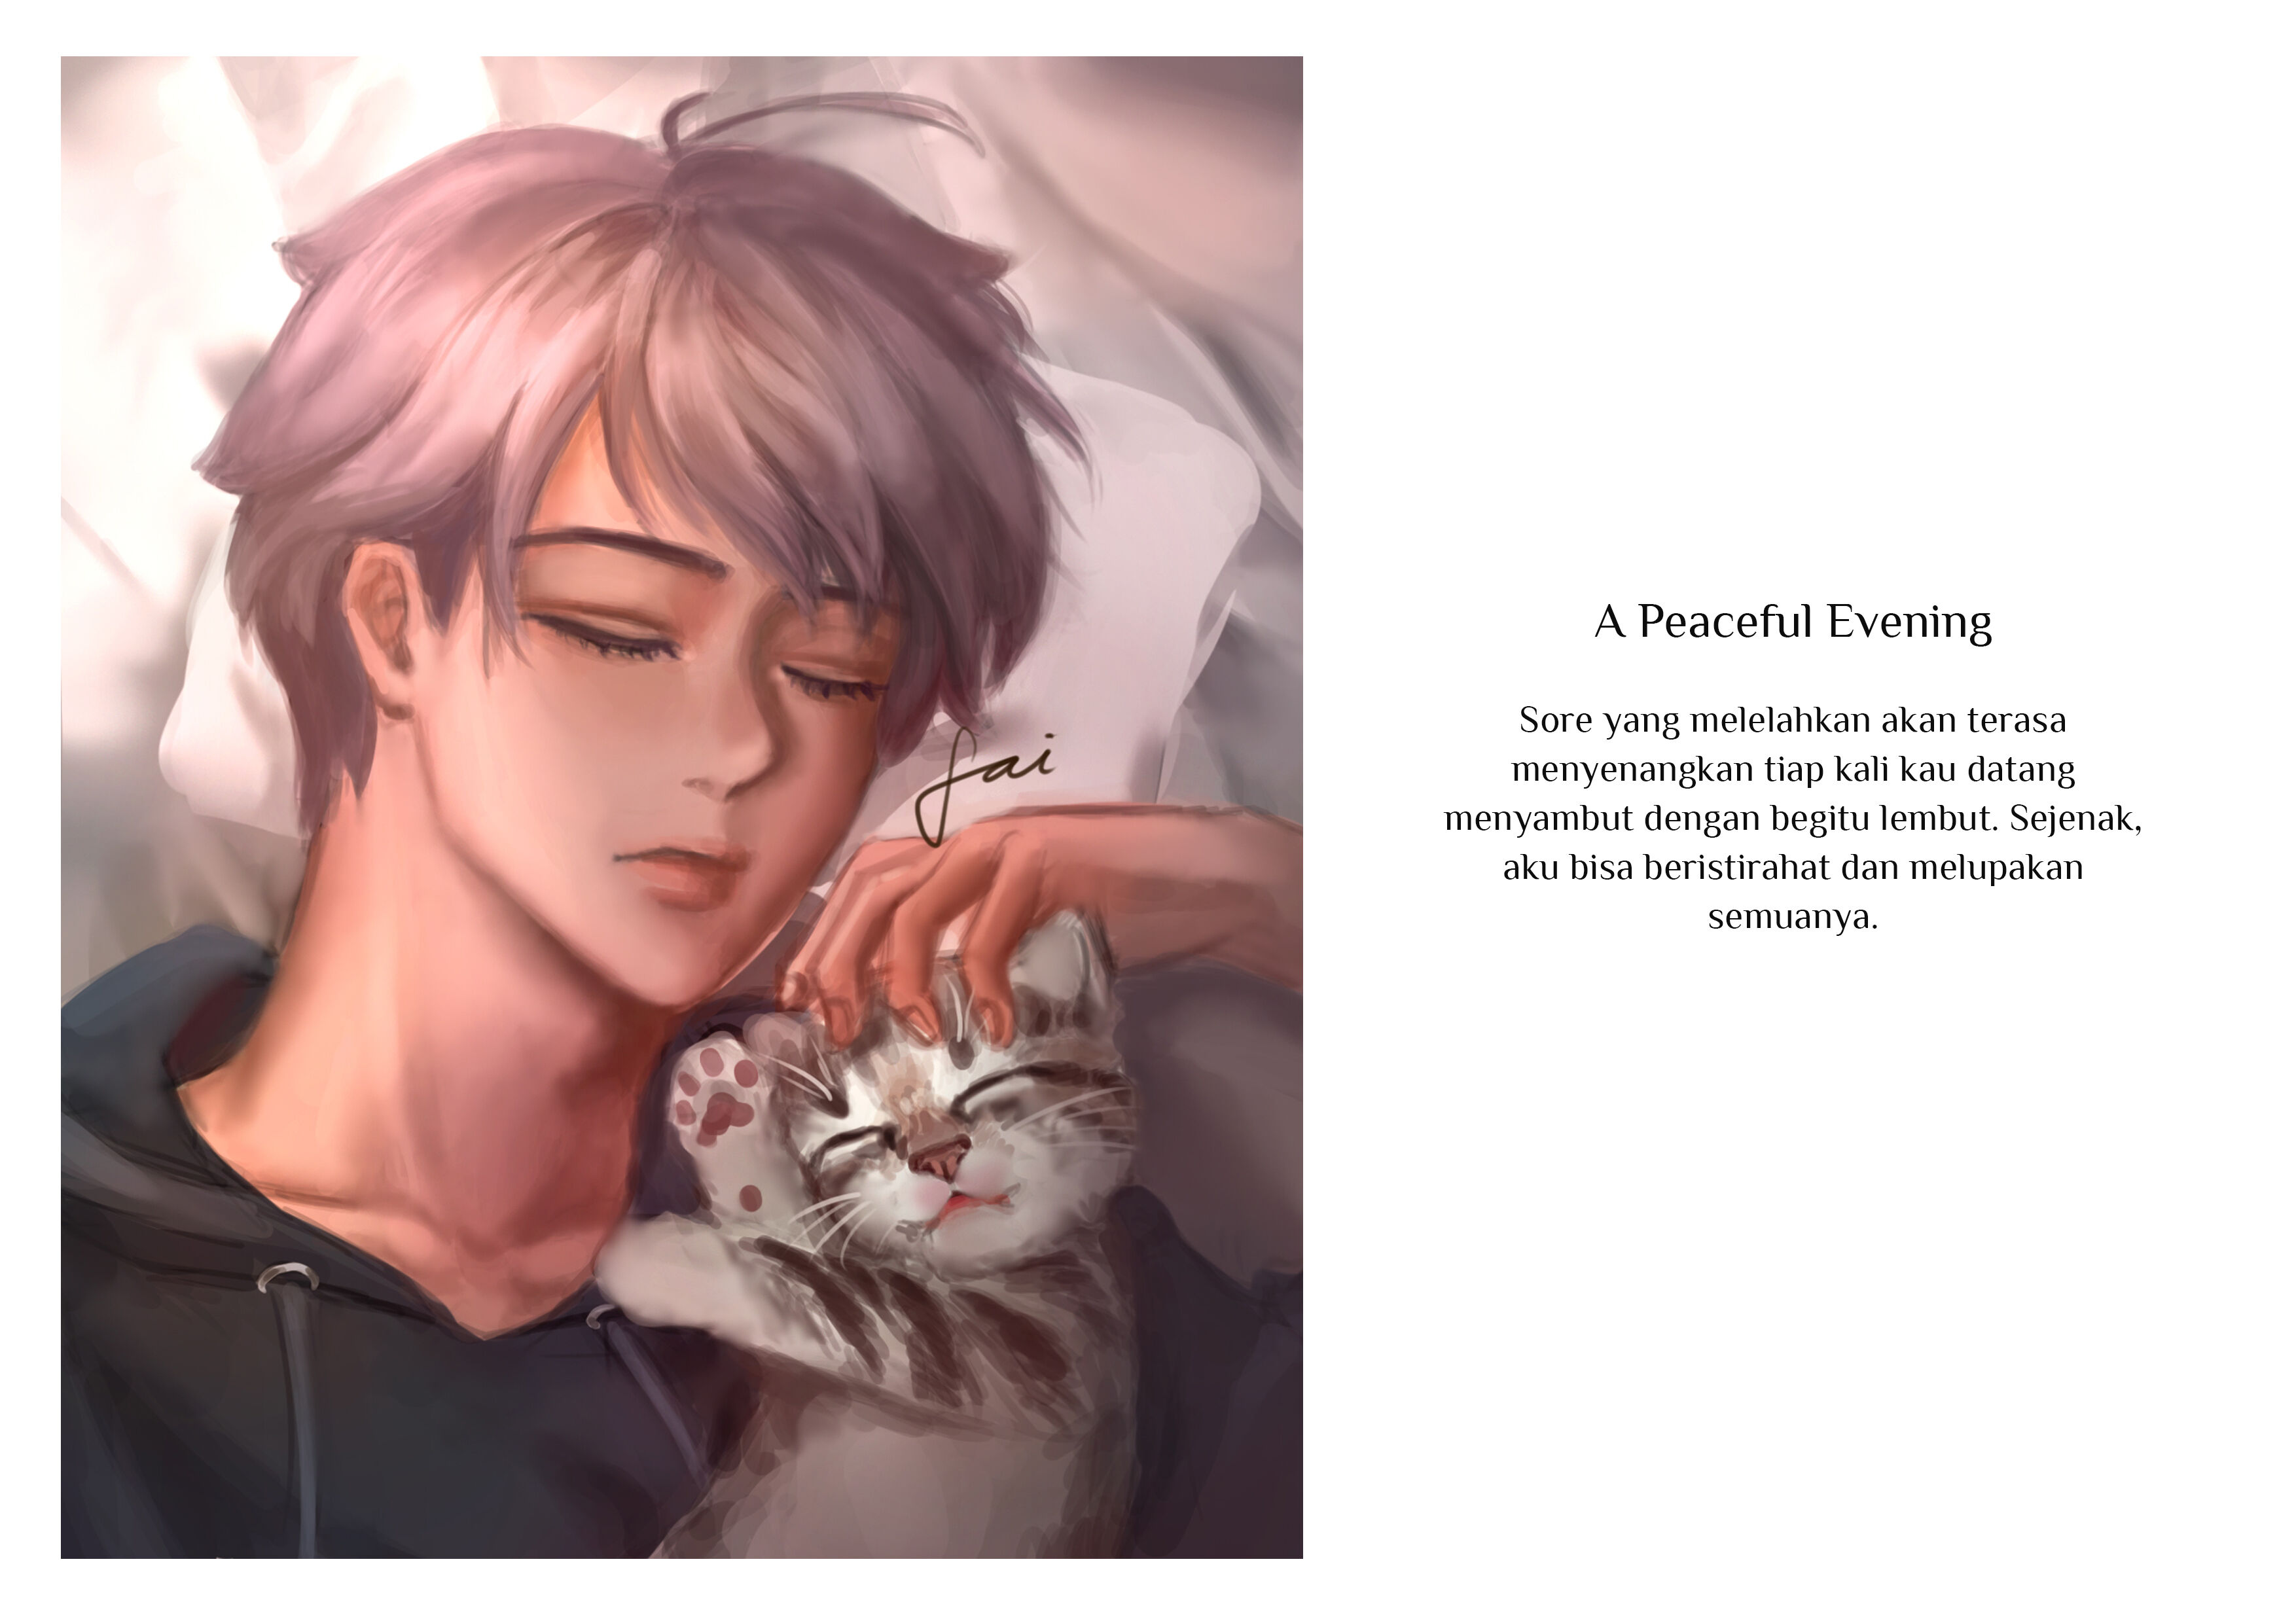 A Peaceful Evening
Sore yang melelahkan akan terasa
menyenangkan tiap kali kau datang
menyambut dengan begitu lembut. Sejenak,
aku bisa beristirahat dan melupakan
semuanya.